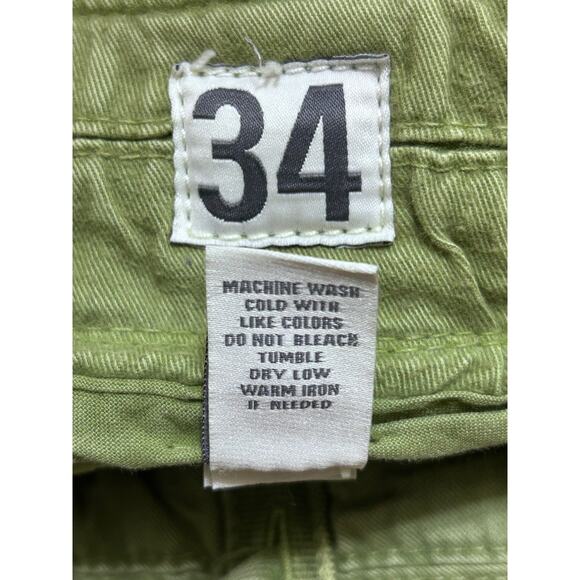 34
MACHINE WASH
COLD WITH
LIKE COLORS
DO NOT BLEACH
TUMBLE
DRY LOW
WARM IRON
IF NEEDED